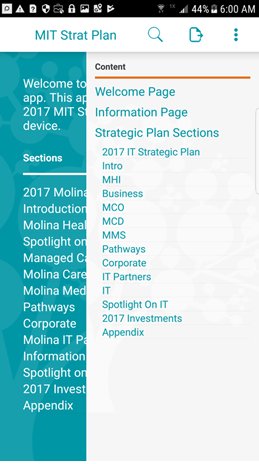 44% 6:00 AM
MIT Strat Plan
Content
Welcome Page
Information Page
Strategic Plan Sections
2017 IT Strategic Plan
Intro
MHI
Business
MCO
MCD
MMS
Pathways
Corporate
IT Partners
IT
Spotlight On IT
2017 Investments
Appendix
Welcome to
app. This ap
2017 MIT S
device.
Sections
2017 Molina
Introduction
Molina Heal
Spotlight on
Managed Ca
Molina Care
Molina Med
Pathways
Corporate
Molina IT Pa
Information
Spotlight on
2017 Invest
Appendix